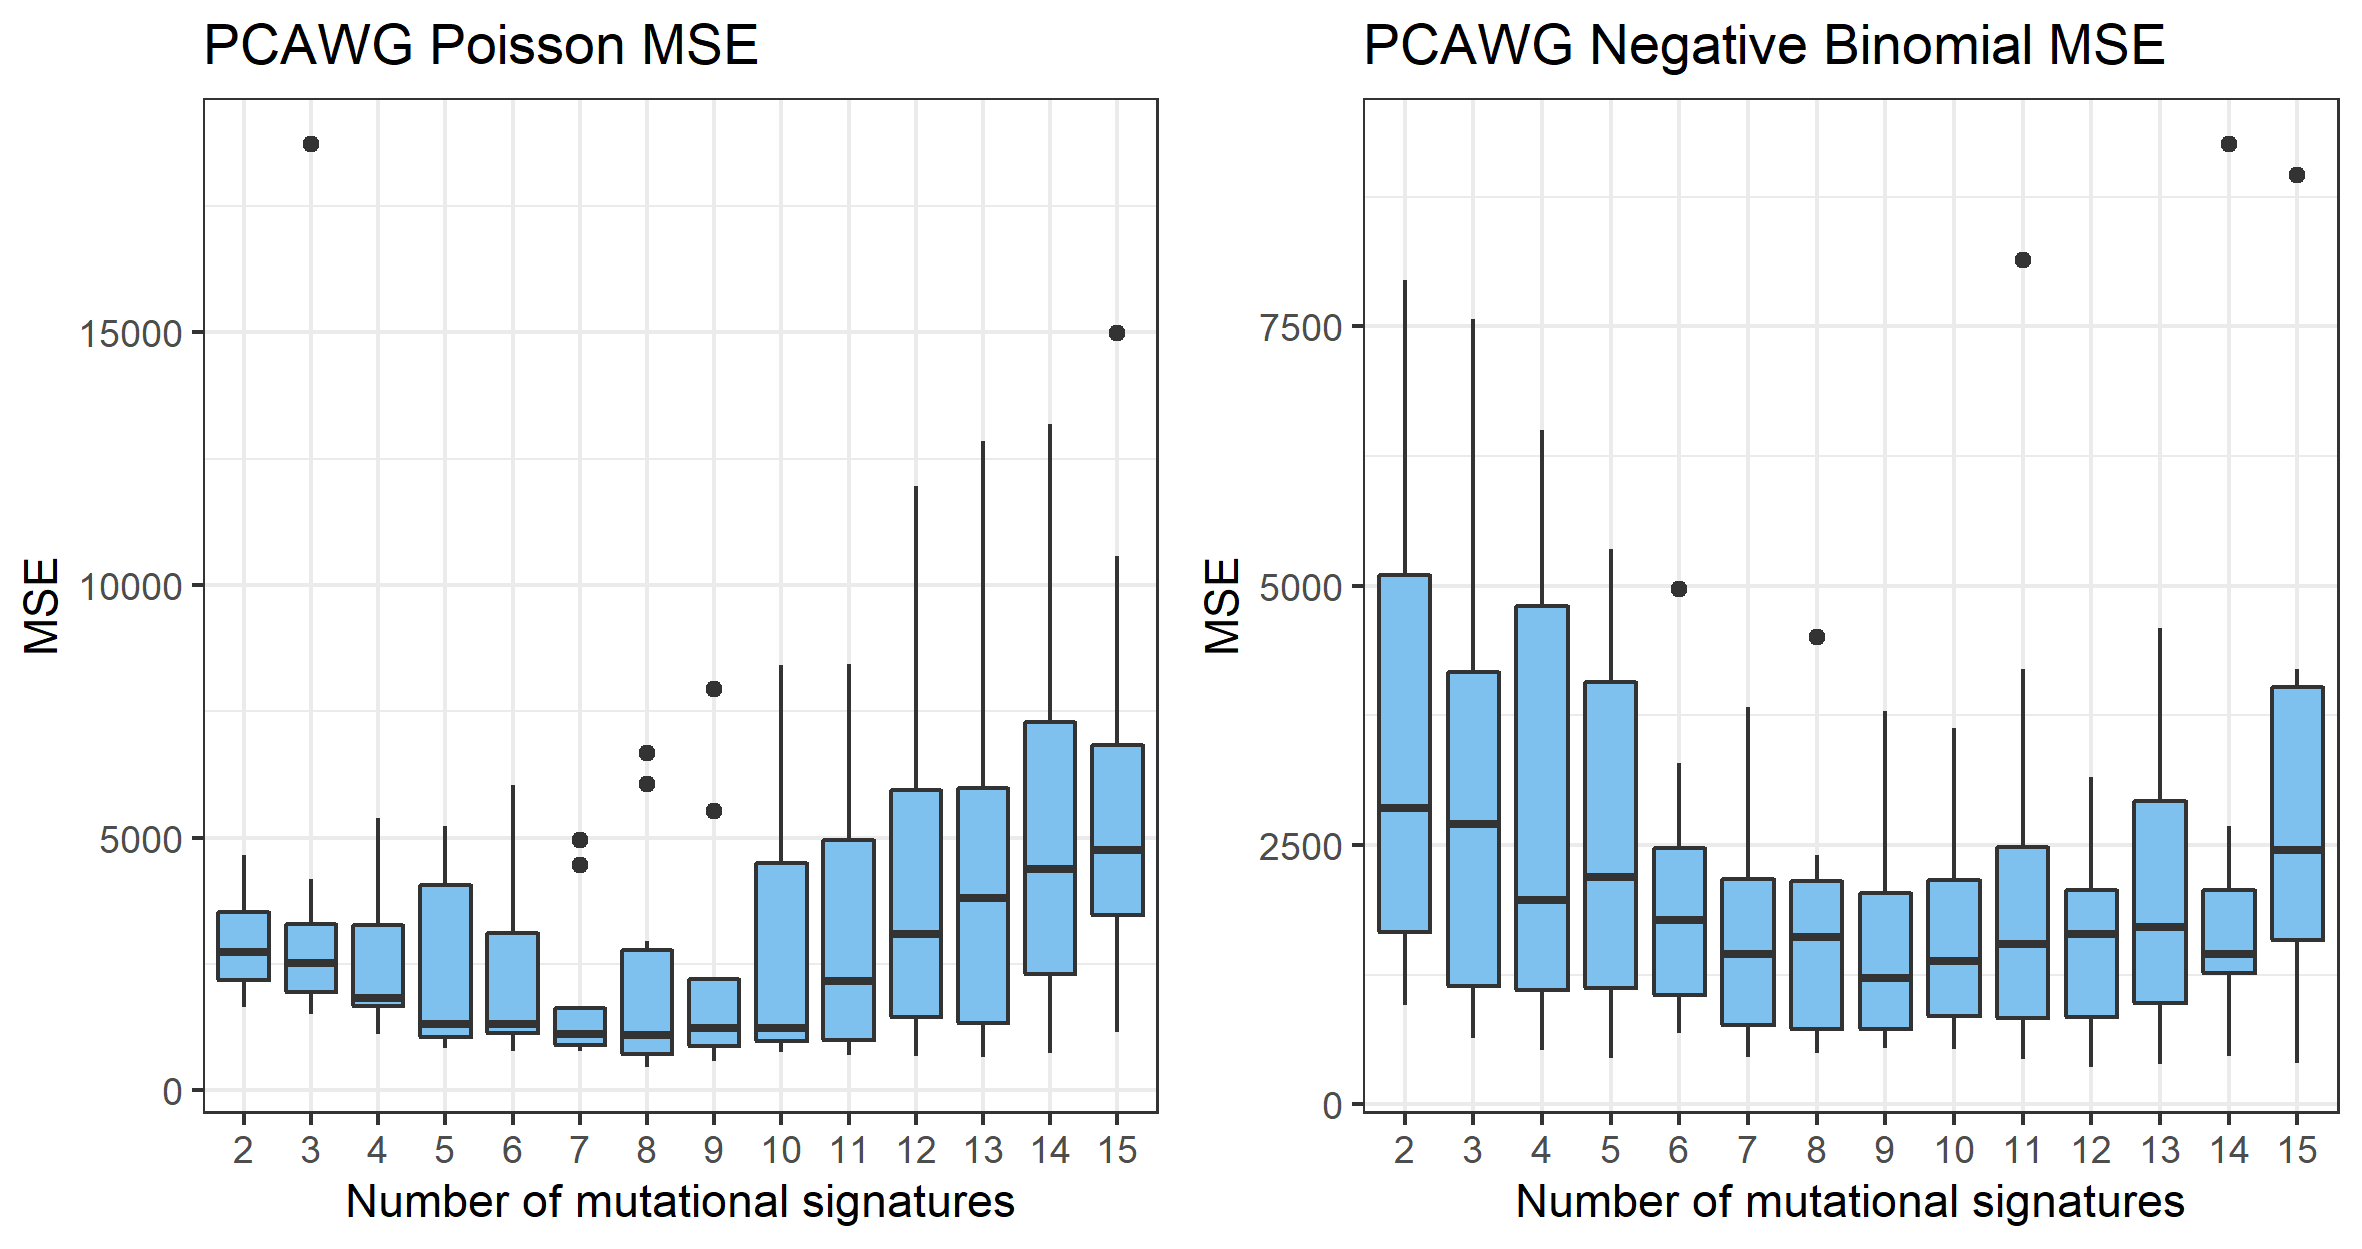 PCAWG Poisson MSE
MSE
15000
10000
5000
0
2 3 4 5 6 7 8 9 10 11 12 13 14 15
Number of mutational signatures
PCAWG Negative Binomial MSE
MSE
7500
5000
2500
0
2 3 4 5 6 7 8 9 10 11 12 13 14 15
Number of mutational signatures